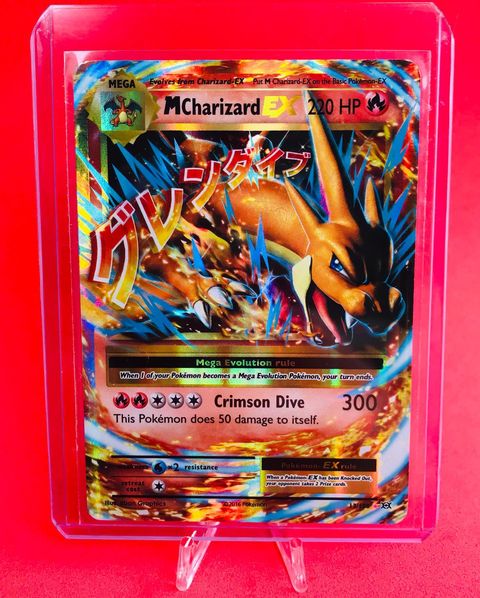 Evolves from Charizard-EX
Put M Charizard-EX on the Basic Pokémon-EX
MEGA
M Charizard EX 220 HP
グレンダイブ
Mega Evolution rule
When 1 of your Pokémon becomes a Mega Evolution Pokémon, your turn ends.
Crimson Dive 300
This Pokémon does 50 damage to itself.
×2 resistance
Pokémon-EX rule
When a Pokémon-EX has been Knocked Out,
your opponent takes 2 Prize cards.
retreat
cost
Illustration
©2016 Pokémon
EX